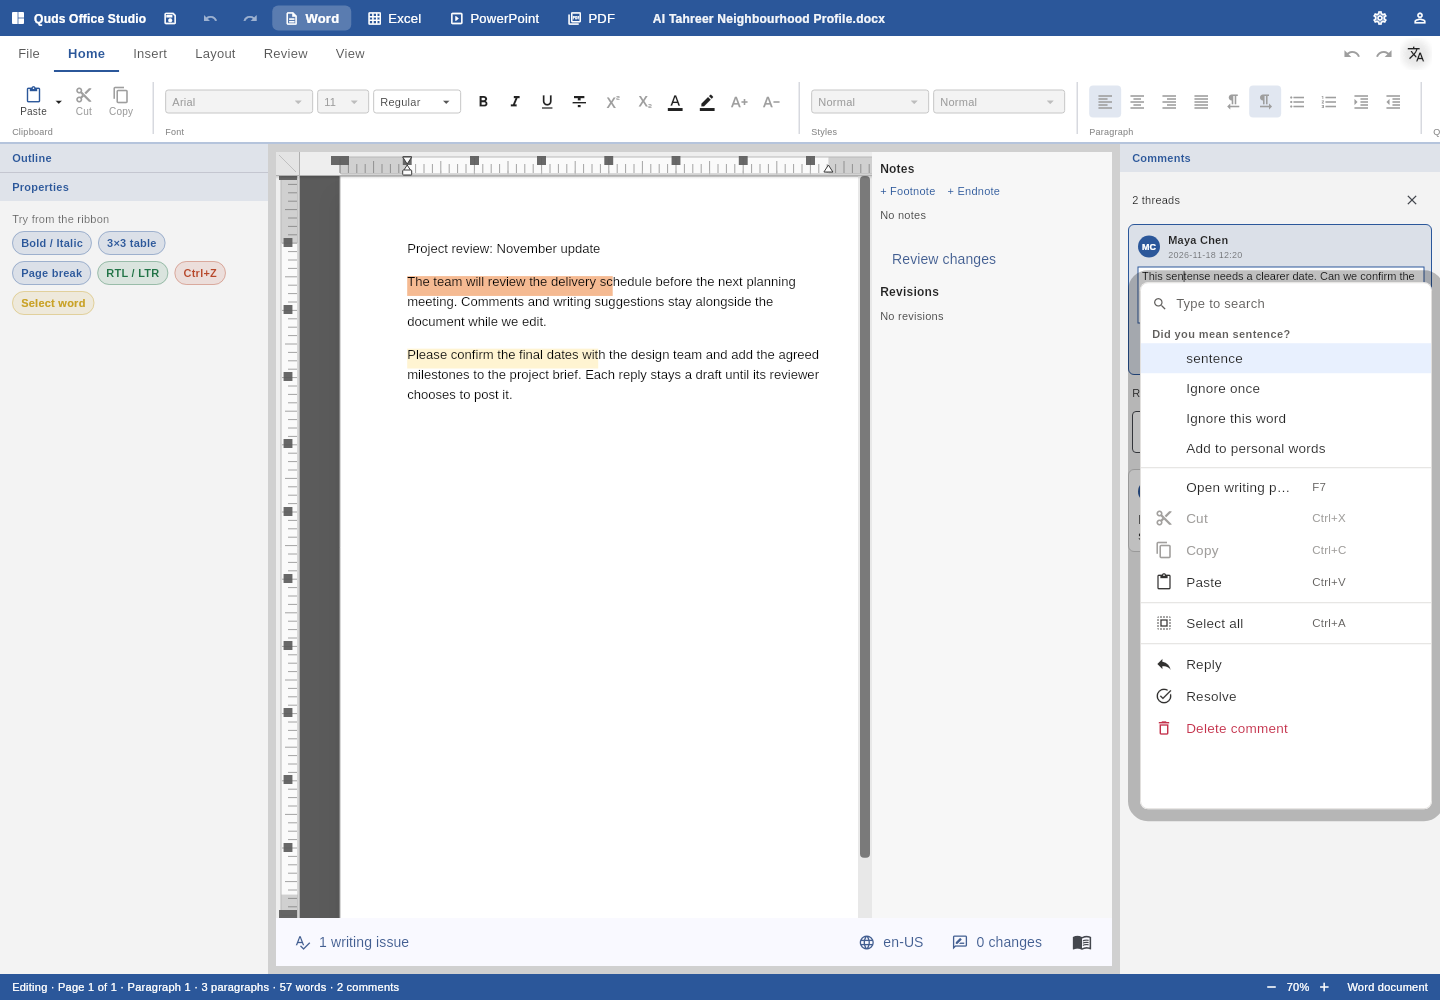 Quds Office Studio
Word
Excel
PowerPoint
PDF
Al Tahreer Neighbourhood Profile.docx
File
Home
Insert
Layout
Review
View
Paste
Cut
Copy
Clipboard
Arial
11
Regular
Font
Normal
Normal
Styles
Paragraph
Q
Outline
Properties
Try from the ribbon
Bold / Italic
3×3 table
Page break
RTL / LTR
Ctrl+Z
Select word
Project review: November update
The team will review the delivery schedule before the next planning
meeting. Comments and writing suggestions stay alongside the
document while we edit.
Please confirm the final dates with the design team and add the agreed
milestones to the project brief. Each reply stays a draft until its reviewer
chooses to post it.
Notes
+ Footnote
+ Endnote
No notes
Review changes
Revisions
No revisions
Comments
2 threads
MC
Maya Chen
2026-11-18 12:20
This sentense needs a clearer date. Can we confirm the
R
Type to search
Did you mean sentence?
sentence
Ignore once
Ignore this word
Add to personal words
Open writing p…
F7
Cut
Ctrl+X
Copy
Ctrl+C
Paste
Ctrl+V
Select all
Ctrl+A
Reply
Resolve
Delete comment
1 writing issue
en-US
0 changes
Editing · Page 1 of 1 · Paragraph 1 · 3 paragraphs · 57 words · 2 comments
70%
Word document